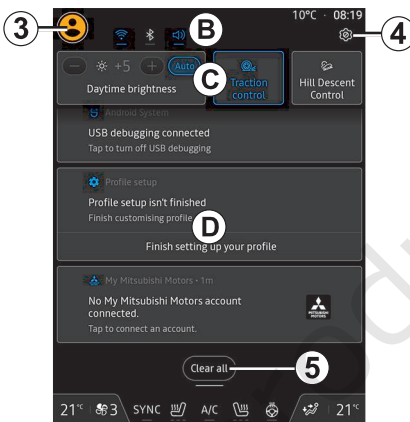 10°C · 08:19
3
B
4
+5
Auto
Daytime brightness
C
Traction
control
Hill Descent
Control
Android System
USB debugging connected
Tap to turn off USB debugging
Profile setup
Profile setup isn't finished
Finish customising profile
D
Finish setting up your profile
My Mitsubishi Motors · 1m
No My Mitsubishi Motors account
connected.
Tap to connect an account.
MITSUBISHI
MOTORS
Clear all
5
21°C
3
SYNC
A/C
21°C